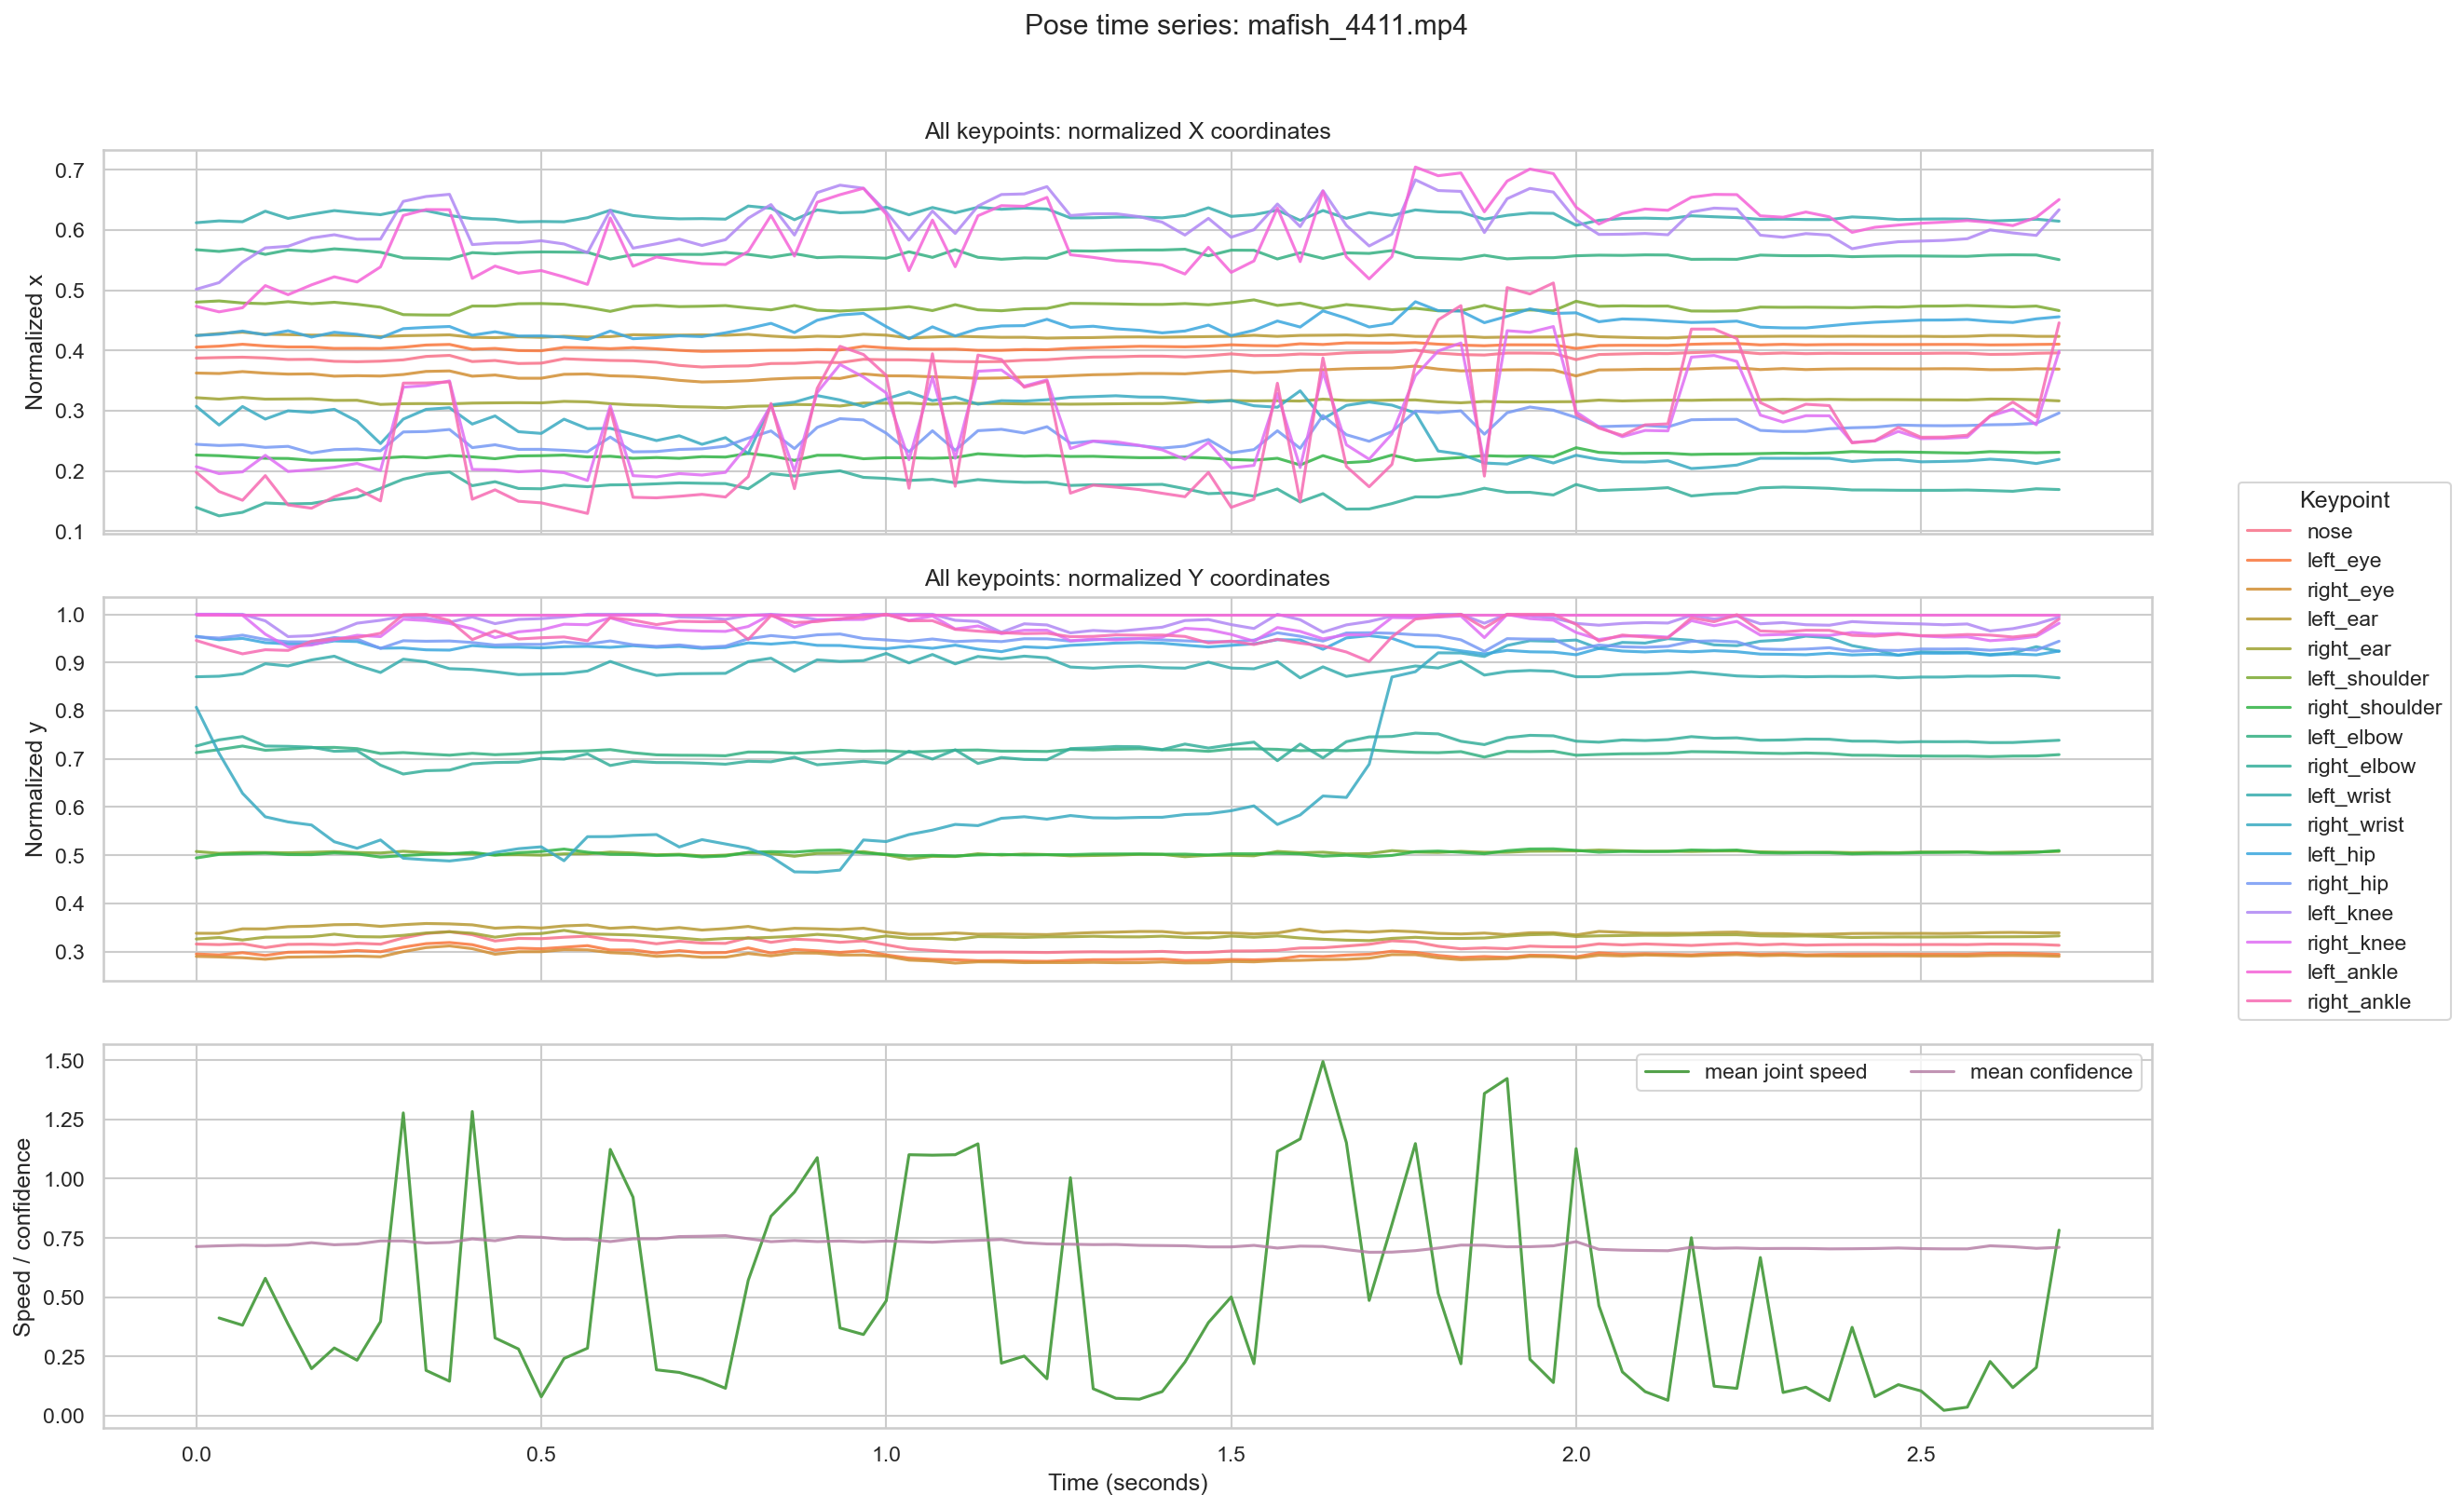 Pose time series: mafish_4411.mp4
All keypoints: normalized X coordinates
Normalized x
0.7
0.6
0.5
0.4
0.3
0.2
0.1
All keypoints: normalized Y coordinates
Normalized y
1.0
0.9
0.8
0.7
0.6
0.5
0.4
0.3
Keypoint
nose
left_eye
right_eye
left_ear
right_ear
left_shoulder
right_shoulder
left_elbow
right_elbow
left_wrist
right_wrist
left_hip
right_hip
left_knee
right_knee
left_ankle
right_ankle
Speed / confidence
1.50
1.25
1.00
0.75
0.50
0.25
0.00
mean joint speed mean confidence
0.0 0.5 1.0 1.5 2.0 2.5
Time (seconds)